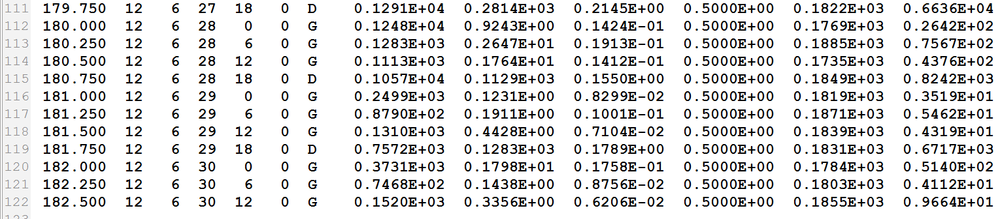 111 179.750 12 6 27 18 0 D 0.1291E+04 0.2814E+03 0.2145E+00 0.5000E+00 0.1822E+03 0.6636E+04
112 180.000 12 6 28 0 0 G 0.1248E+04 0.9243E+00 0.1424E-01 0.5000E+00 0.1769E+03 0.2642E+02
113 180.250 12 6 28 6 0 G 0.1283E+03 0.2647E+01 0.1913E-01 0.5000E+00 0.1885E+03 0.7567E+02
114 180.500 12 6 28 12 0 G 0.1113E+03 0.1764E+01 0.1412E-01 0.5000E+00 0.1735E+03 0.4376E+02
115 180.750 12 6 28 18 0 D 0.1057E+04 0.1129E+03 0.1550E+00 0.5000E+00 0.1849E+03 0.8242E+03
116 181.000 12 6 29 0 0 G 0.2499E+03 0.1231E+00 0.8299E-02 0.5000E+00 0.1819E+03 0.3519E+01
117 181.250 12 6 29 6 0 G 0.8790E+02 0.1911E+00 0.1001E-01 0.5000E+00 0.1871E+03 0.5462E+01
118 181.500 12 6 29 12 0 G 0.1310E+03 0.4428E+00 0.7104E-02 0.5000E+00 0.1839E+03 0.4319E+01
119 181.750 12 6 29 18 0 D 0.7572E+03 0.1283E+03 0.1789E+00 0.5000E+00 0.1831E+03 0.6717E+03
120 182.000 12 6 30 0 0 G 0.3731E+03 0.1798E+01 0.1758E-01 0.5000E+00 0.1784E+03 0.5140E+02
121 182.250 12 6 30 6 0 G 0.7468E+02 0.1438E+00 0.8756E-02 0.5000E+00 0.1803E+03 0.4112E+01
122 182.500 12 6 30 12 0 G 0.1520E+03 0.3356E+00 0.6206E-02 0.5000E+00 0.1855E+03 0.9664E+01